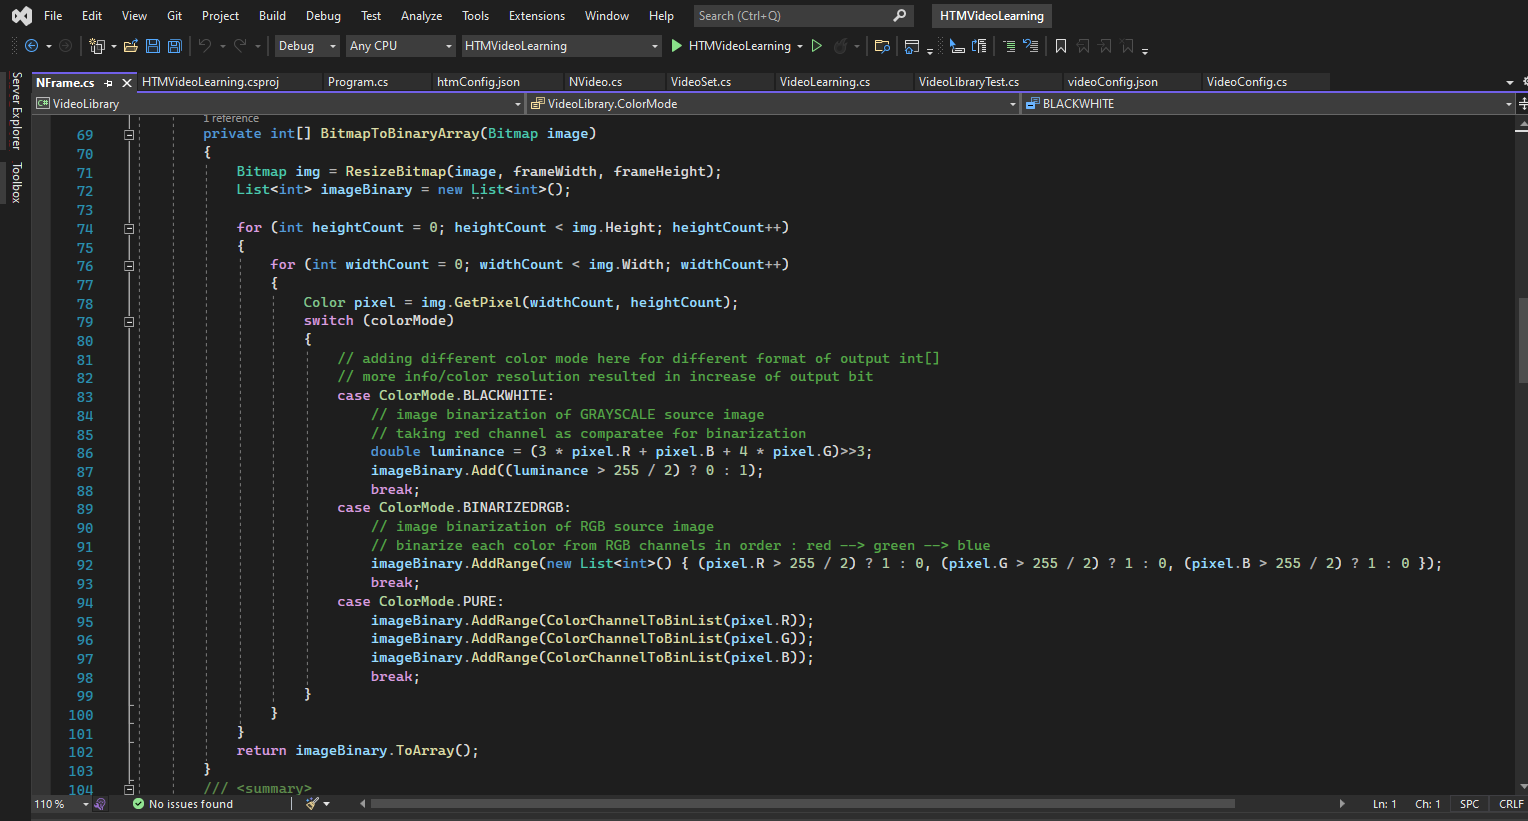 File Edit View Git Project Build Debug Test Analyze Tools Extensions Window Help Search (Ctrl+Q) HTMVideoLearning
Debug Any CPU HTMVideoLearning HTMVideoLearning
Server Explorer
Toolbox
NFrame.cs HTMVideoLearning.csproj Program.cs htmConfig.json NVideo.cs VideoSet.cs VideoLearning.cs VideoLibraryTest.cs videoConfig.json VideoConfig.cs
C# VideoLibrary VideoLibrary.ColorMode BLACKWHITE
1 reference
69 private int[] BitmapToBinaryArray(Bitmap image)
70 {
71 Bitmap img = ResizeBitmap(image, frameWidth, frameHeight);
72 List<int> imageBinary = new List<int>();
73
74 for (int heightCount = 0; heightCount < img.Height; heightCount++)
75 {
76 for (int widthCount = 0; widthCount < img.Width; widthCount++)
77 {
78 Color pixel = img.GetPixel(widthCount, heightCount);
79 switch (colorMode)
80 {
81 // adding different color mode here for different format of output int[]
82 // more info/color resolution resulted in increase of output bit
83 case ColorMode.BLACKWHITE:
84 // image binarization of GRAYSCALE source image
85 // taking red channel as comparatee for binarization
86 double luminance = (3 * pixel.R + pixel.B + 4 * pixel.G)>>3;
87 imageBinary.Add((luminance > 255 / 2) ? 0 : 1);
88 break;
89 case ColorMode.BINARIZEDRGB:
90 // image binarization of RGB source image
91 // binarize each color from RGB channels in order : red --> green --> blue
92 imageBinary.AddRange(new List<int>() { (pixel.R > 255 / 2) ? 1 : 0, (pixel.G > 255 / 2) ? 1 : 0, (pixel.B > 255 / 2) ? 1 : 0 });
93 break;
94 case ColorMode.PURE:
95 imageBinary.AddRange(ColorChannelToBinList(pixel.R));
96 imageBinary.AddRange(ColorChannelToBinList(pixel.G));
97 imageBinary.AddRange(ColorChannelToBinList(pixel.B));
98 break;
99 }
100 }
101 }
102 return imageBinary.ToArray();
103 }
104 /// <summary>
110 % No issues found Ln: 1 Ch: 1 SPC CRLF